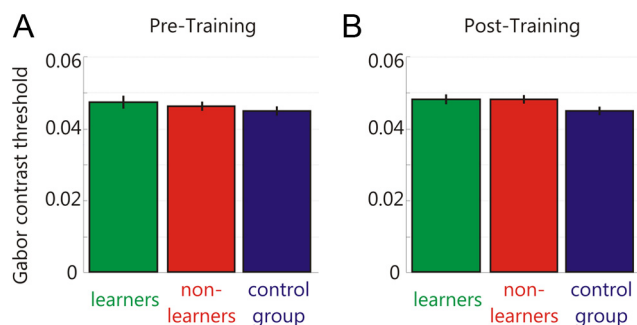 A
Pre-Training
B
Post-Training
Gabor contrast threshold
0.06
0.04
0.02
0
learners
non-
learners
control
group
0.06
0.04
0.02
0
learners
non-
learners
control
group